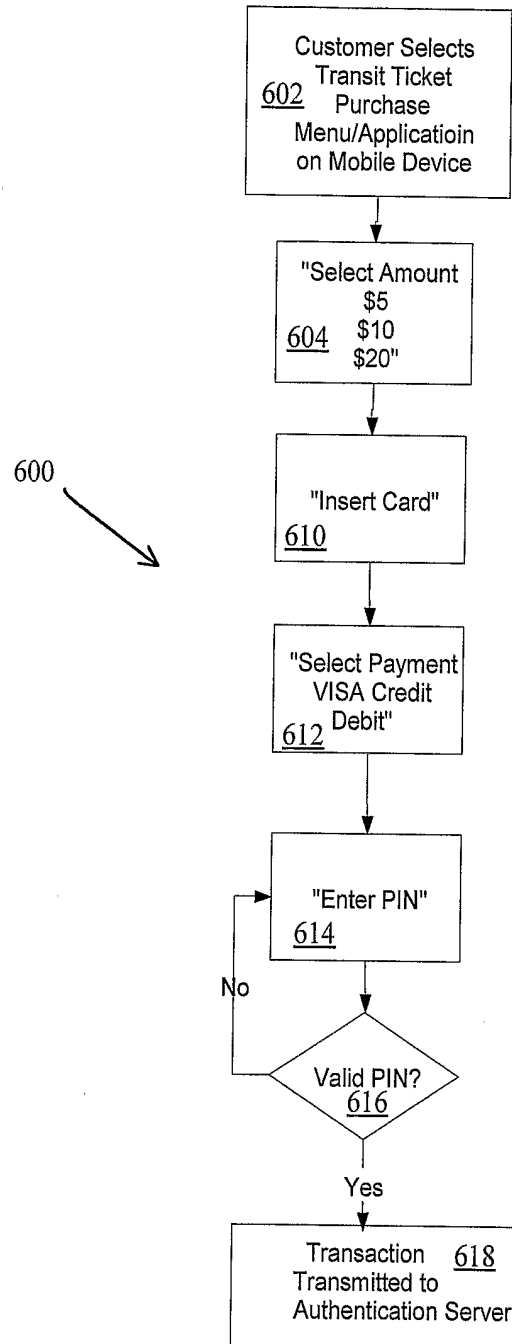 Customer Selects
602 Transit Ticket
Purchase
Menu/Applicatioin
on Mobile Device
"Select Amount
$5
604 $10
$20"
600
"Insert Card"
610
"Select Payment
VISA Credit
612 Debit"
"Enter PIN"
614
No
Valid PIN?
616
Yes
Transaction 618
Transmitted to
Authentication Server